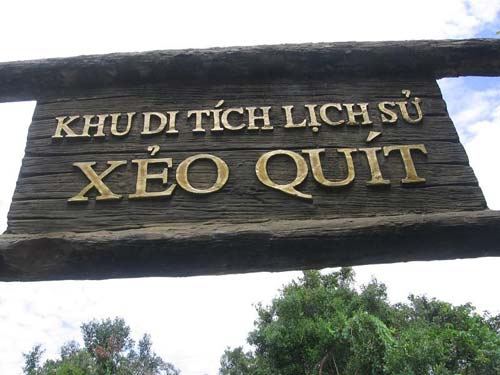 KHU DI TÍCH LỊCH SỬ
XẺO QUÍT